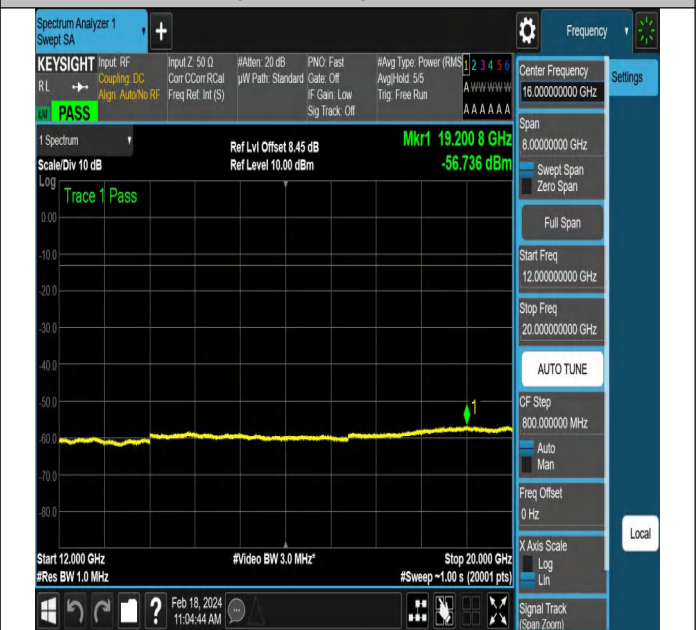 Spectrum Analyzer 1
Swept SA
Frequency
KEYSIGHT
RL
PASS
Input: RF
Coupling: DC
Align: Auto/No RF
Input Z: 50 Ω
Corr CCorr RCal
Freq Ref: Int (S)
#Atten: 20 dB
µW Path: Standard
PNO: Fast
Gate: Off
IF Gain: Low
Sig Track: Off
#Avg Type: Power (RMS
Avg|Hold: 5/5
Trig: Free Run
1 2 3 4 5 6
A W W W W W
A A A A A A
1 Spectrum
Scale/Div 10 dB
Ref Lvl Offset 8.45 dB
Ref Level 10.00 dBm
Mkr1 19.200 8 GHz
-56.736 dBm
Log
Trace 1 Pass
0.00
-10.0
-20.0
-30.0
-40.0
-50.0
-60.0
-70.0
-80.0
1
Start 12.000 GHz
#Res BW 1.0 MHz
#Video BW 3.0 MHz*
Stop 20.000 GHz
#Sweep ~1.00 s (20001 pts)
Center Frequency
16.000000000 GHz
Span
8.00000000 GHz
Swept Span
Zero Span
Full Span
Start Freq
12.000000000 GHz
Stop Freq
20.000000000 GHz
AUTO TUNE
CF Step
800.000000 MHz
Auto
Man
Freq Offset
0 Hz
X Axis Scale
Log
Lin
Signal Track
(Span Zoom)
Settings
Local
?
Feb 18, 2024
11:04:44 AM